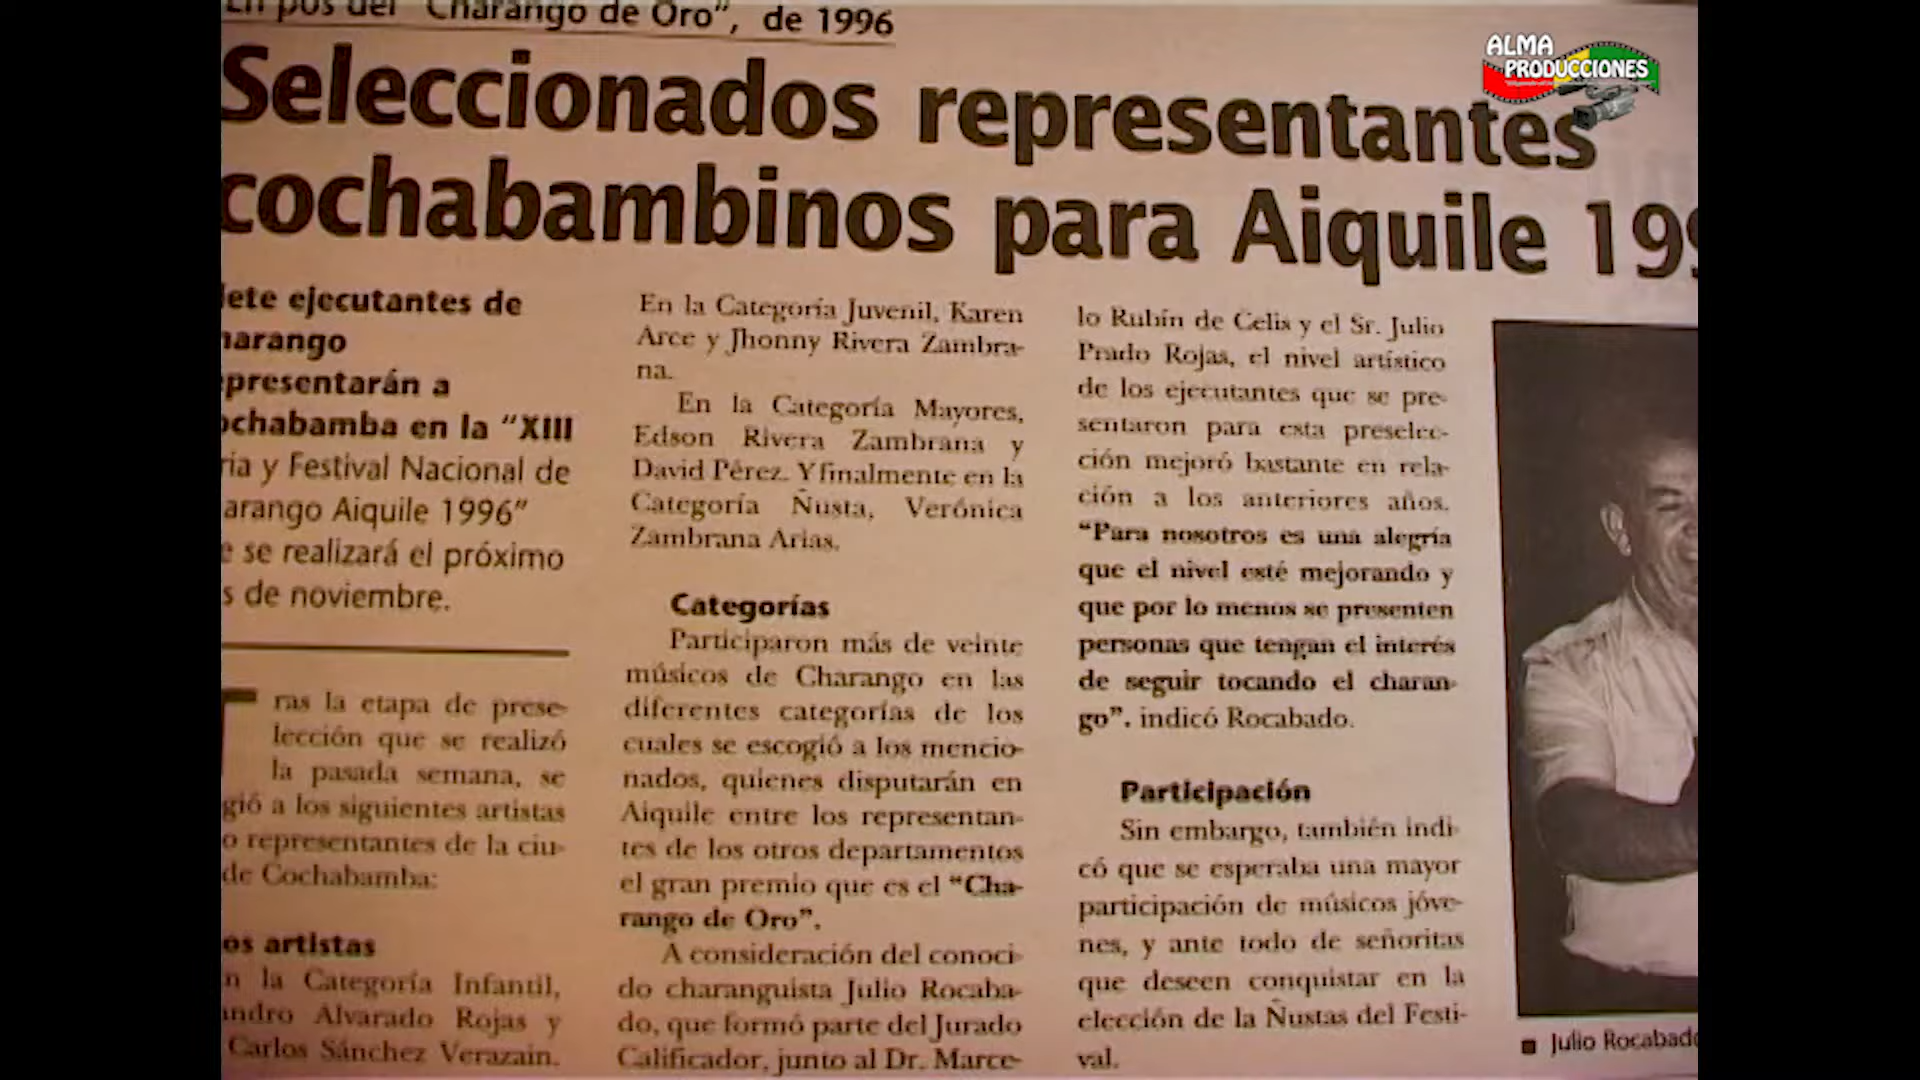 En pos del "Charango de Oro", de 1996
Seleccionados representantes
cochabambinos para Aiquile 199
ejecutantes de
en la "XIII
y Festival Nacional de
Aiquile 1996"
se realizará el próximo
de noviembre.
ras la etapa de prese-
lección que se realizó
la pasada semana, se
a los siguientes artistas
representantes de la ciu-
de Cochabamba:
artistas
la Categoría Infantil,
Alvarado Rojas y
Carlos Sánchez Verazain.
En la Categoría Juvenil, Karen
Arce y Jhonny Rivera Zambra-
na.
En la Categoría Mayores,
Edson Rivera Zambrana y
David Pérez. Y finalmente en la
Categoría Ñusta, Verónica
Zambrana Arias.
Categorías
Participaron más de veinte
músicos de Charango en las
diferentes categorías de los
cuales se escogió a los mencio-
nados, quienes disputarán en
Aiquile entre los representan-
tes de los otros departamentos
el gran premio que es el "Cha-
rango de Oro".
A consideración del conoci-
do charanguista Julio Rocaba-
do, que formó parte del Jurado
Calificador, junto al Dr. Marce-
lo Rubín de Celis y el Sr. Julio
Prado Rojas, el nivel artístico
de los ejecutantes que se pre-
sentaron para esta preselec-
ción mejoró bastante en rela-
ción a los anteriores años.
"Para nosotros es una alegría
que el nivel esté mejorando y
que por lo menos se presenten
personas que tengan el interés
de seguir tocando el charan-
go". indicó Rocabado.
Participación
Sin embargo, también indi-
có que se esperaba una mayor
participación de músicos jóve-
nes, y ante todo de señoritas
que deseen conquistar en la
elección de la Ñustas del Festi-
val.
Julio Rocabado
ALMA
PRODUCCIONES